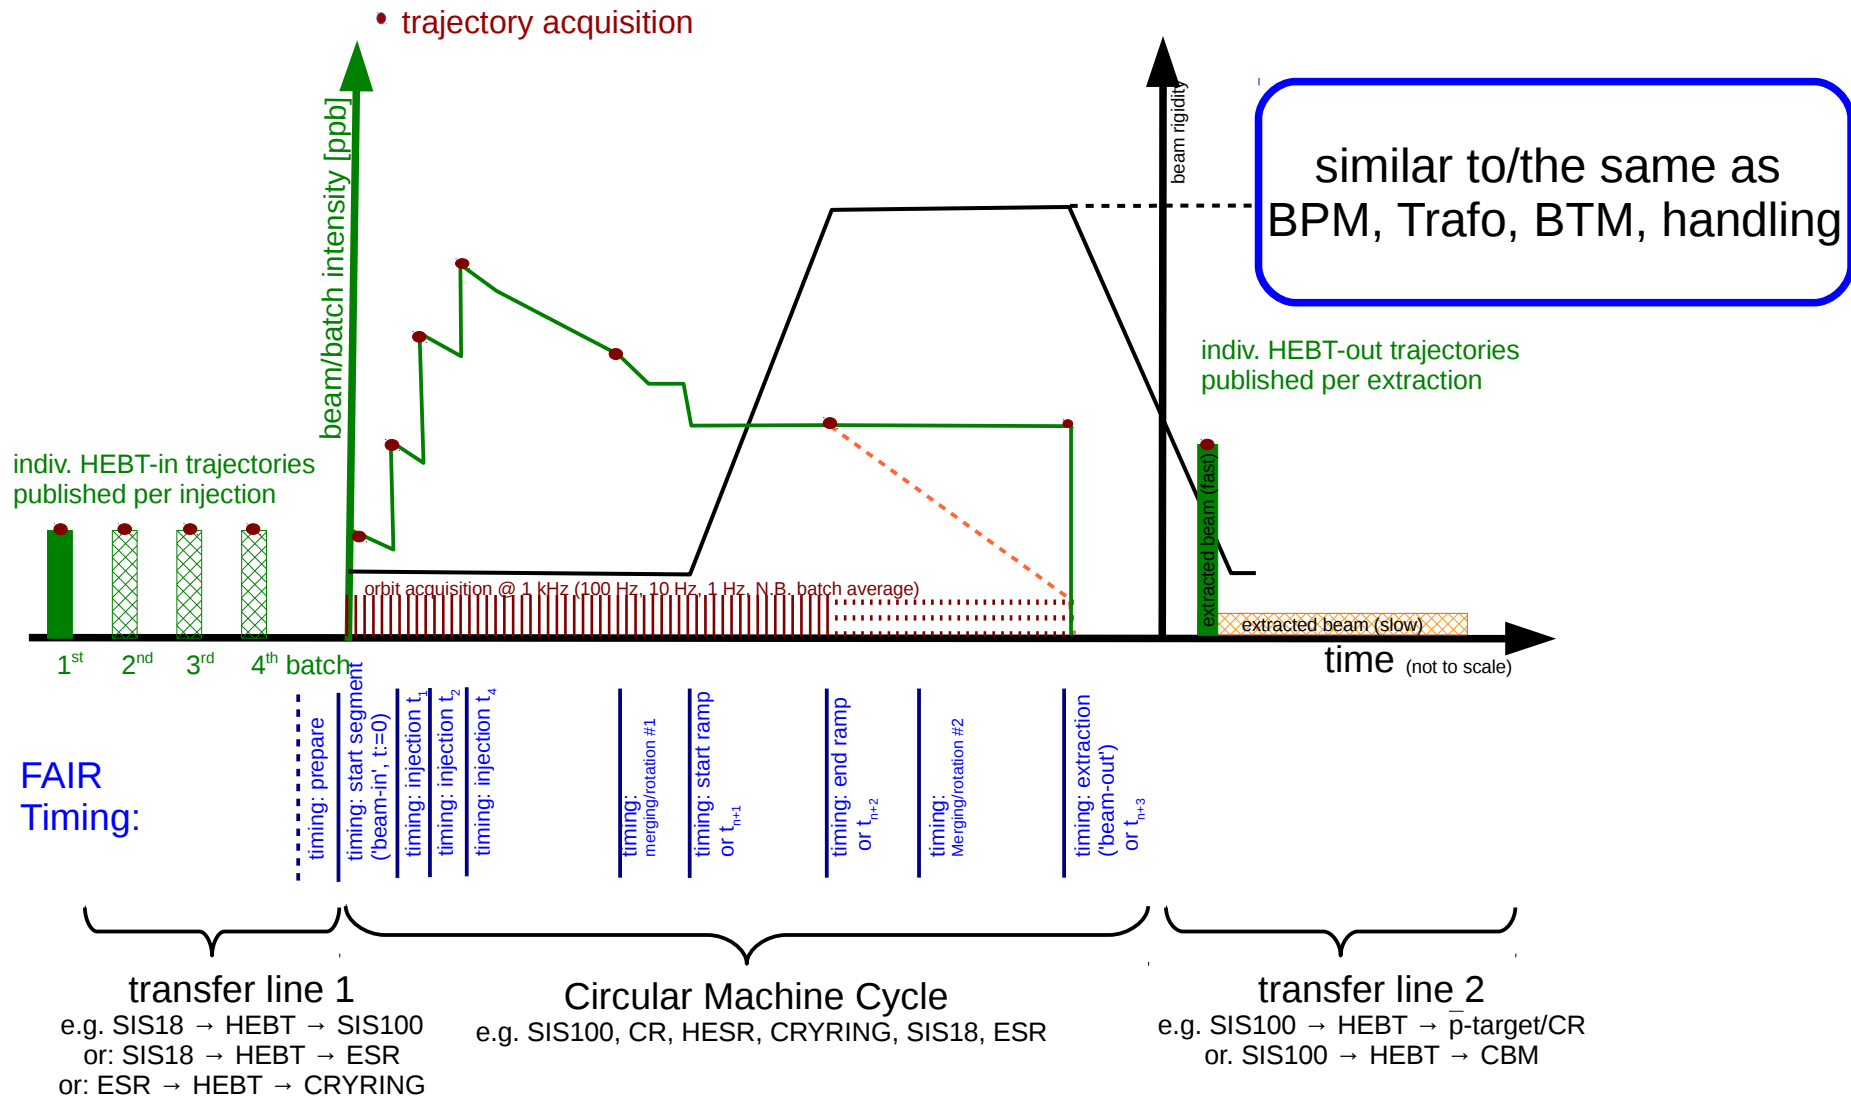 trajectory acquisition
beam/batch intensity [ppb]
beam rigidity
similar to/the same as
BPM, Trafo, BTM, handling
indiv. HEBT-out trajectories
published per extraction
indiv. HEBT-in trajectories
published per injection
orbit acquisition @ 1 kHz (100 Hz, 10 Hz, 1 Hz, N.B. batch average)
extracted beam (fast)
extracted beam (slow)
1st 2nd 3rd 4th batch
time (not to scale)
FAIR
Timing:
timing: prepare
timing: start segment
('beam-in', t:=0)
timing: injection t1
timing: injection t2
timing: injection t4
timing:
merging/rotation #1
timing: start ramp
or tn+1
timing: end ramp
or tn+2
timing:
Merging/rotation #2
timing: extraction
('beam-out')
or tn+3
transfer line 1
e.g. SIS18 → HEBT → SIS100
or: SIS18 → HEBT → ESR
or: ESR → HEBT → CRYRING
Circular Machine Cycle
e.g. SIS100, CR, HESR, CRYRING, SIS18, ESR
transfer line 2
e.g. SIS100 → HEBT → p̅-target/CR
or. SIS100 → HEBT → CBM